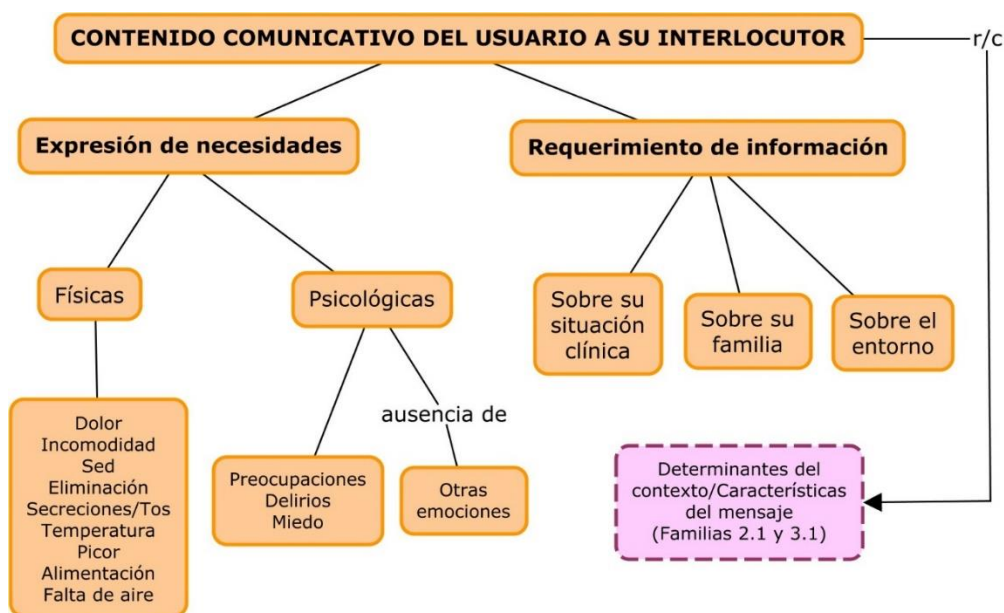 CONTENIDO COMUNICATIVO DEL USUARIO A SU INTERLOCUTOR
r/c
Expresión de necesidades
Requerimiento de información
Físicas
Psicológicas
Sobre su
situación
clínica
Sobre su
familia
Sobre el
entorno
ausencia de
Dolor
Incomodidad
Sed
Eliminación
Secreciones/Tos
Temperatura
Picor
Alimentación
Falta de aire
Preocupaciones
Delirios
Miedo
Otras
emociones
Determinantes del
contexto/Características
del mensaje
(Familias 2.1 y 3.1)